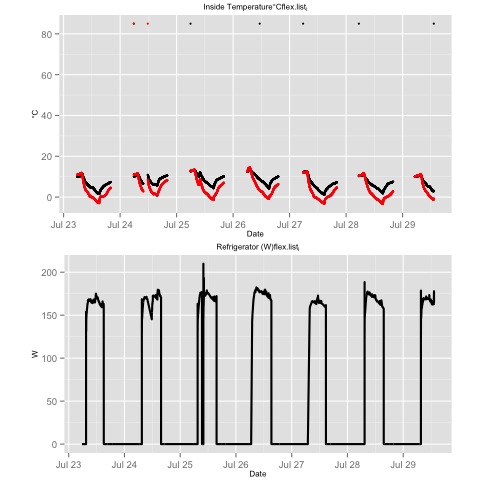 Inside Temperature°Cflex.list,
80
60
40
20
0
°C
Jul 23 Jul 24 Jul 25 Jul 26 Jul 27 Jul 28 Jul 29
Date
Refrigerator (W)flex.list,
200
150
100
50
0
W
Jul 23 Jul 24 Jul 25 Jul 26 Jul 27 Jul 28 Jul 29
Date